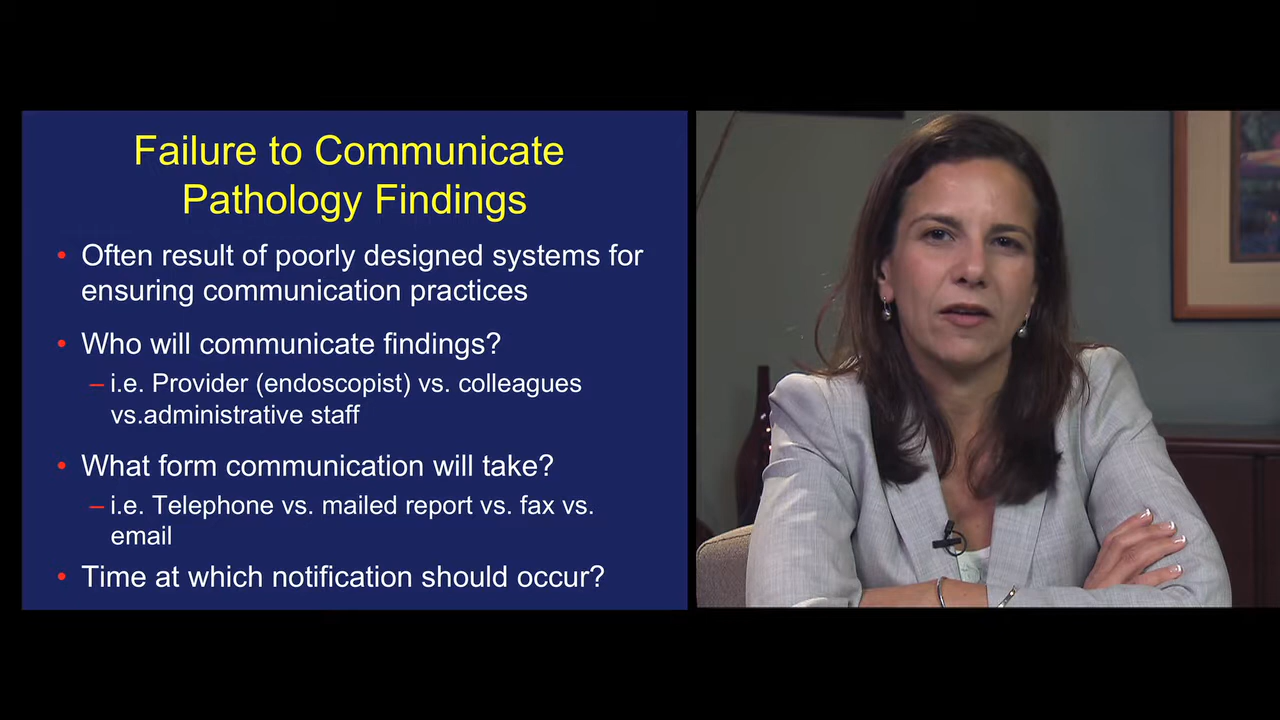 Failure to Communicate
Pathology Findings
• Often result of poorly designed systems for
ensuring communication practices
• Who will communicate findings?
– i.e. Provider (endoscopist) vs. colleagues
vs.administrative staff
• What form communication will take?
– i.e. Telephone vs. mailed report vs. fax vs.
email
• Time at which notification should occur?